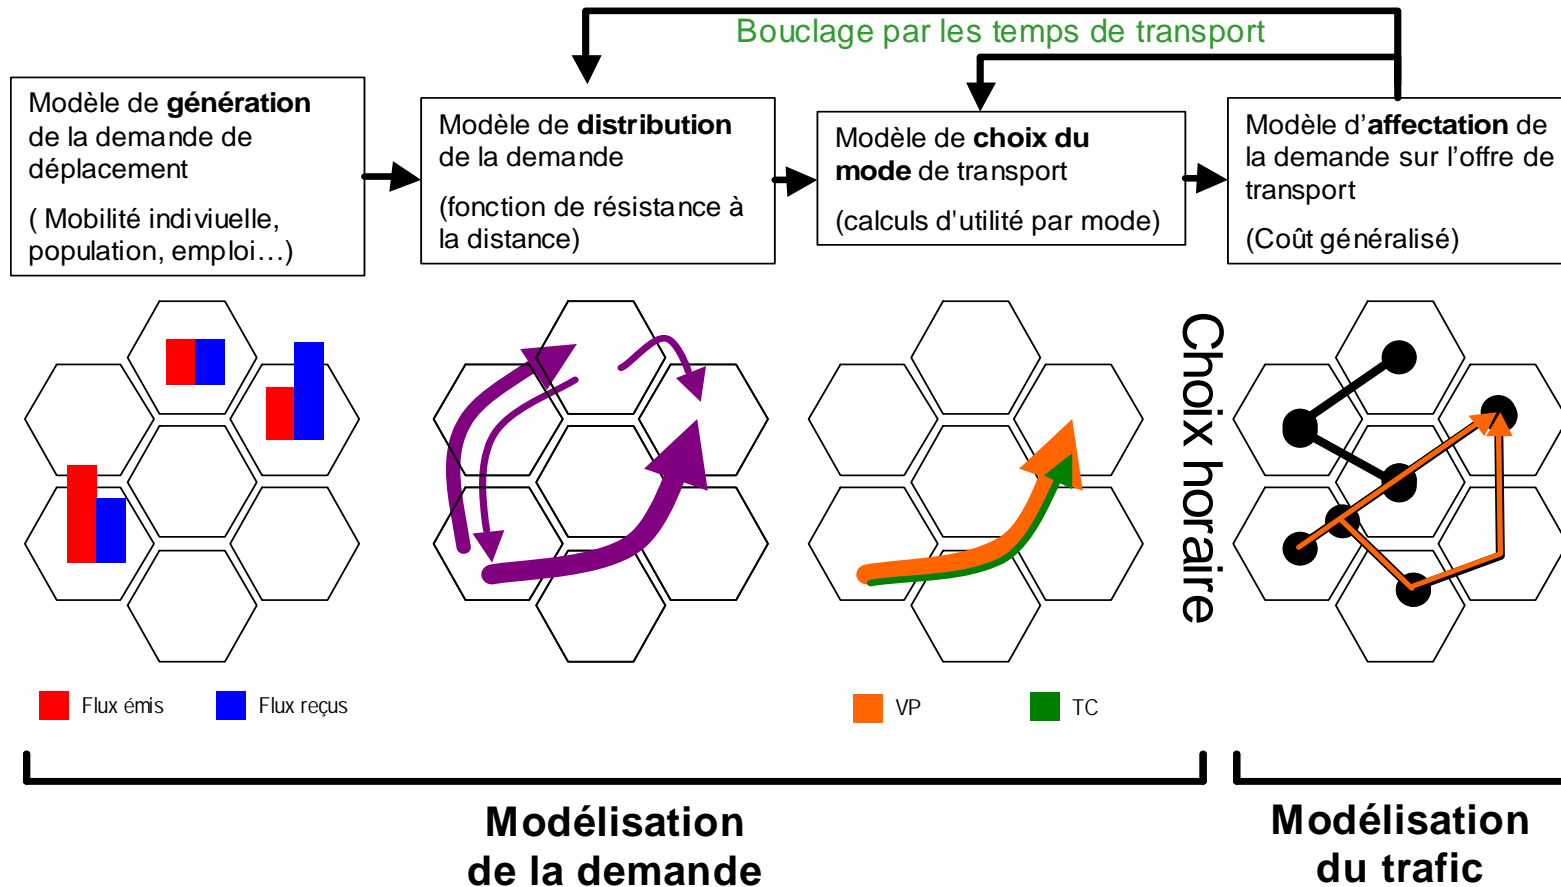 Bouclage par les temps de transport
Modèle de génération
de la demande de
déplacement
( Mobilité indiviuelle,
population, emploi…)
Modèle de distribution
de la demande
(fonction de résistance à
la distance)
Modèle de choix du
mode de transport
(calculs d'utilité par mode)
Modèle d’affectation de
la demande sur l’offre de
transport
(Coût généralisé)
Choix horaire
Flux émis
Flux reçus
VP
TC
Modélisation
de la demande
Modélisation
du trafic